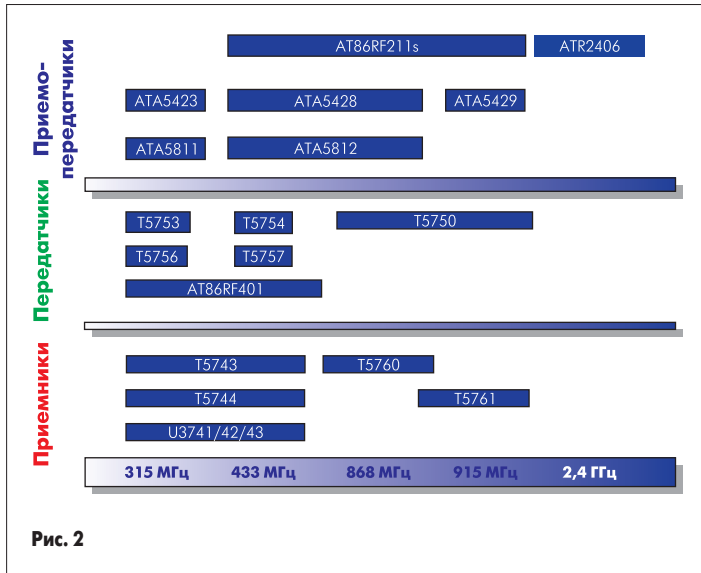 Приемо-
передатчики
AT86RF211s
ATR2406
ATA5423
ATA5428
ATA5429
ATA5811
ATA5812
Передатчики
T5753
T5754
T5750
T5756
T5757
AT86RF401
Приемники
T5743
T5760
T5744
T5761
U3741/42/43
315 МГц
433 МГц
868 МГц
915 МГц
2,4 ГГц
Рис. 2